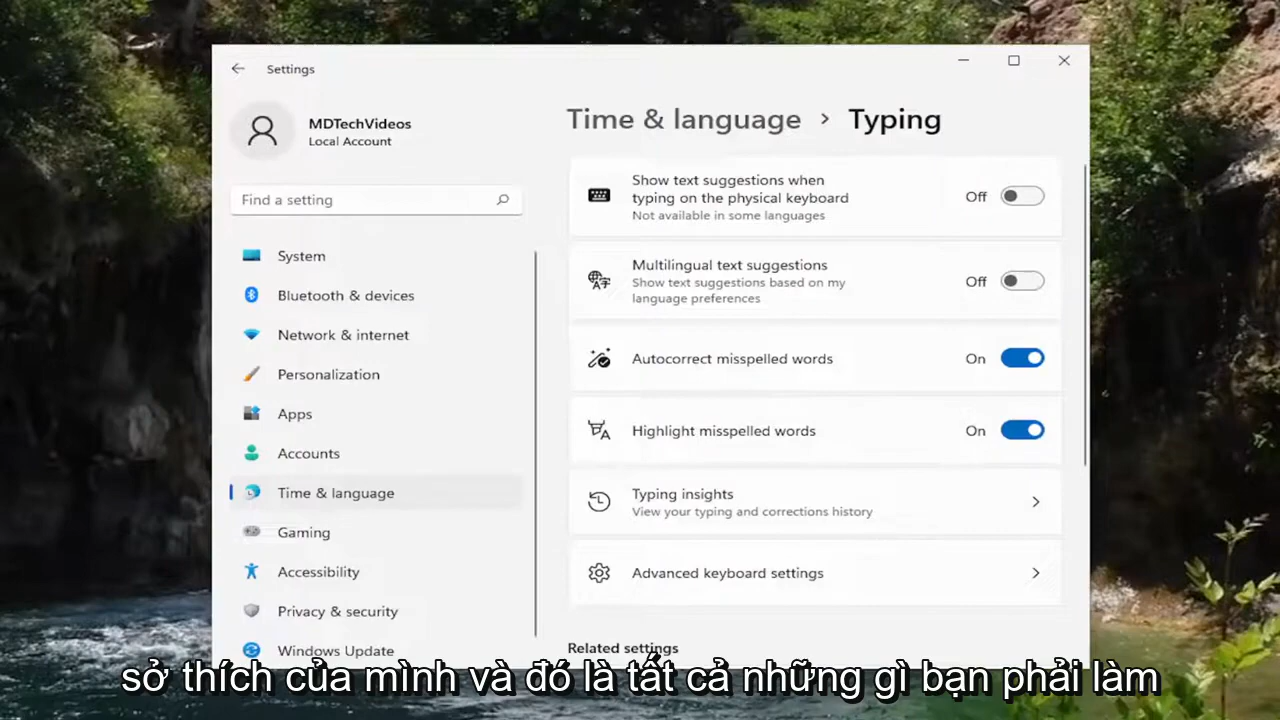 Settings
MDTechVideos
Local Account
Find a setting
System
Bluetooth & devices
Network & internet
Personalization
Apps
Accounts
Time & language
Gaming
Accessibility
Privacy & security
Windows Update
Time & language > Typing
Show text suggestions when
typing on the physical keyboard
Not available in some languages
Off
Multilingual text suggestions
Show text suggestions based on my
language preferences
Off
Autocorrect misspelled words
On
Highlight misspelled words
On
Typing insights
View your typing and corrections history
Advanced keyboard settings
Related settings
sở thích của mình và đó là tất cả những gì bạn phải làm